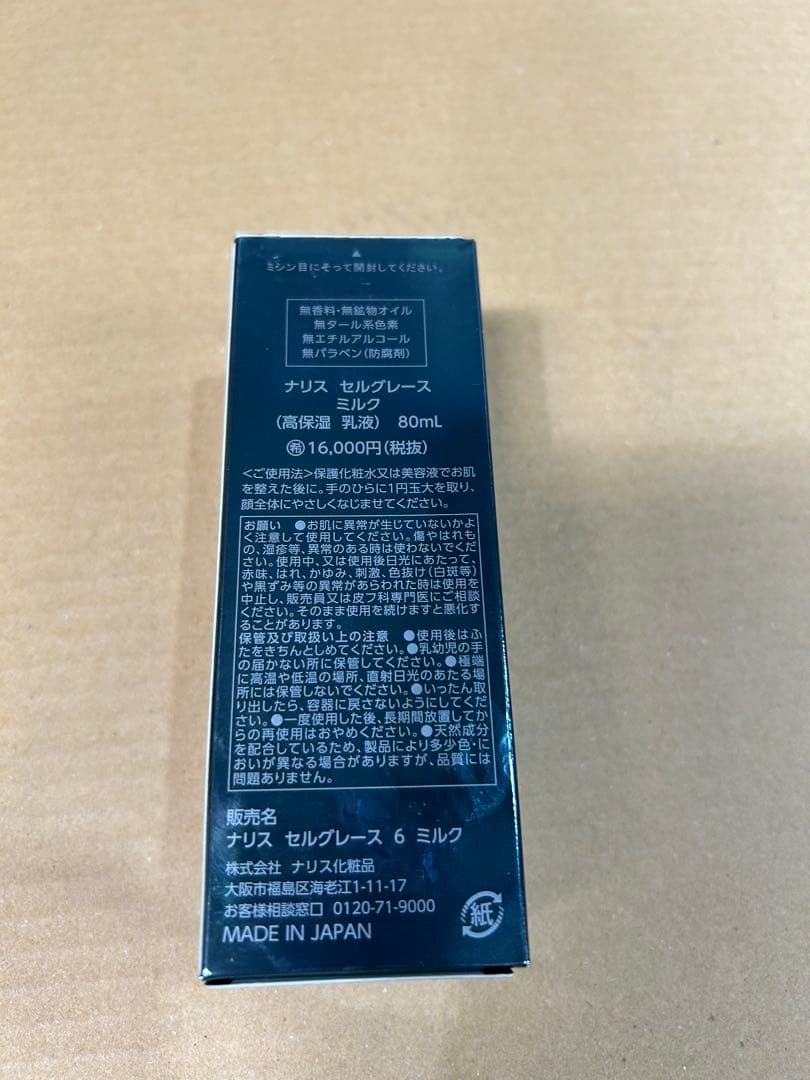 ミシン目にそって開封してください。
無香料・無鉱物オイル
無タール系色素
無エチルアルコール
無パラベン(防腐剤)
ナリス セルグレース
ミルク
(高保湿 乳液) 80mL
㊒16,000円(税抜)
<ご使用法>保護化粧水又は美容液でお肌
を整えた後に。手のひらに1円玉大を取り、
顔全体にやさしくなじませてください。
お願い ●お肌に異常が生じていないかよ
く注意して使用してください。傷やはれも
の、湿疹等、異常のある時は使わないでくだ
さい。使用中、又は使用後日光にあたって、
赤味、はれ、かゆみ、刺激、色抜け(白斑等)
や黒ずみ等の異常があらわれた時は使用を
中止し、販売員又は皮フ科専門医にご相談
ください。そのまま使用を続けますと悪化す
ることがあります。
保管及び取扱い上の注意 ●使用後はふ
たをきちんとしめてください。●乳幼児の手
の届かない所に保管してください。●極端
に高温や低温の場所、直射日光のあたる場
所には保管しないでください。●いったん取
り出したら、容器に戻さないようにしてくだ
さい。●一度使用した後、長期間放置してか
らの再使用はおやめください。●天然成分
を配合しているため、製品により多少色・に
おいが異なる場合がありますが、品質には
問題ありません。
販売名
ナリス セルグレース 6 ミルク
株式会社 ナリス化粧品
大阪市福島区海老江1-11-17
お客様相談窓口 0120-71-9000
MADE IN JAPAN
紙